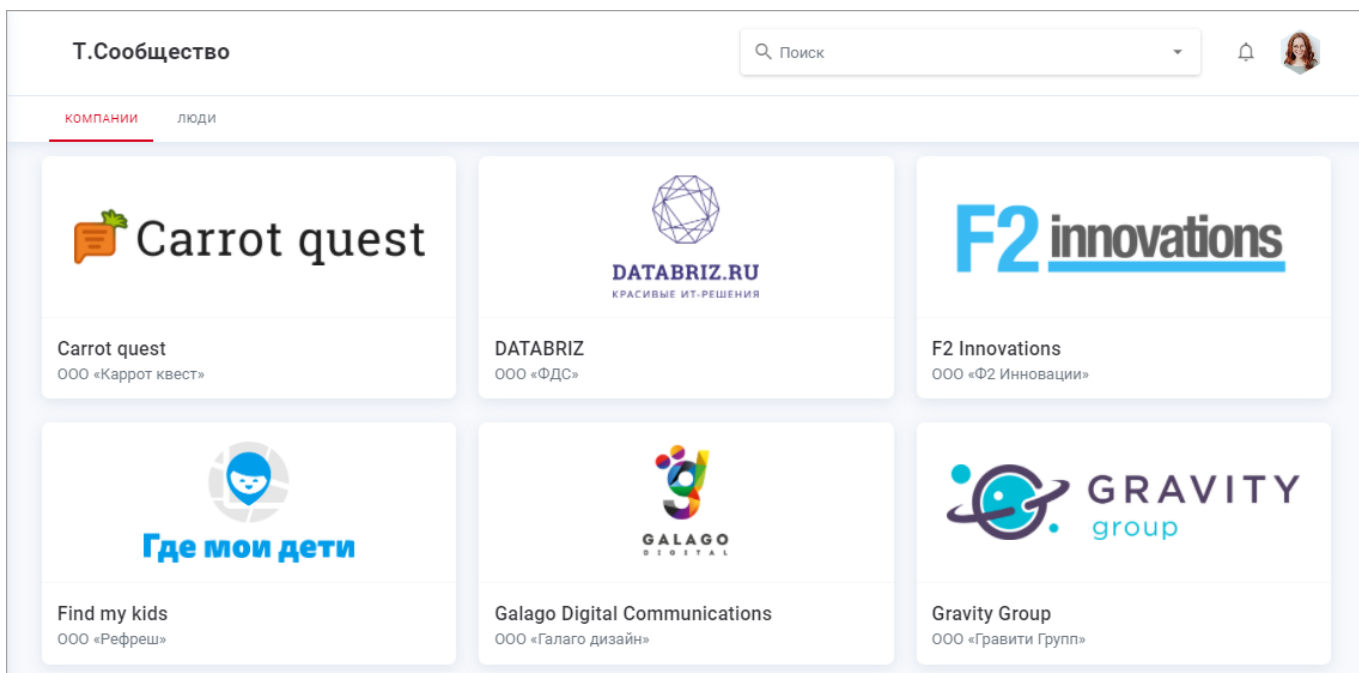 Т.Сообщество
Поиск
КОМПАНИИ
ЛЮДИ
Carrot quest
DATABRIZ.RU
КРАСИВЫЕ ИТ-РЕШЕНИЯ
F2 innovations
Carrot quest
ООО «Каррот квест»
DATABRIZ
ООО «ФДС»
F2 Innovations
ООО «Ф2 Инновации»
Где мои дети
GALAGO
DIGITAL
GRAVITY
group
Find my kids
ООО «Рефреш»
Galago Digital Communications
ООО «Галаго дизайн»
Gravity Group
ООО «Гравити Групп»